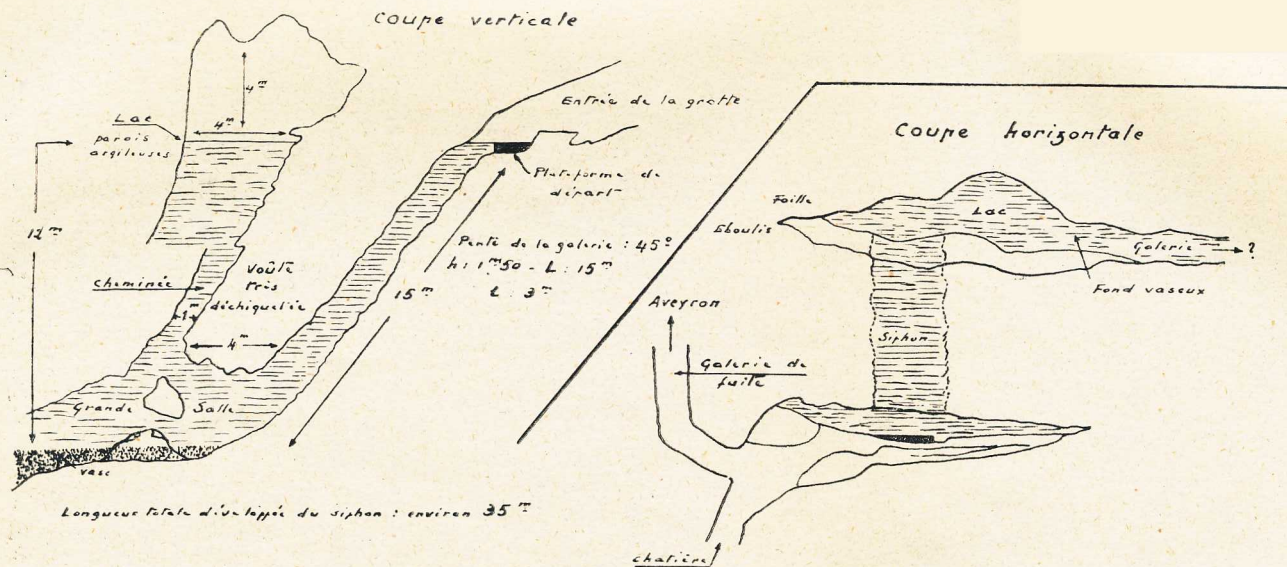 Coupe verticale
4m
Lac
parois
argileuses
4m
Entrée de la grotte
Plateforme de
départ
12m
Pente de la galerie : 45°
h : 1m50 - L : 15m
l : 3m
15m
Cheminée
Voûte
très
déchiquetée
1m
4m
Grande Salle
vase
Longueur totale développée du siphon : environ 35m
Coupe horizontale
Faille
Eboulis
Lac
Galerie
?
Fond vaseux
Siphon
Aveyron
Galerie de
fuite
Chatière